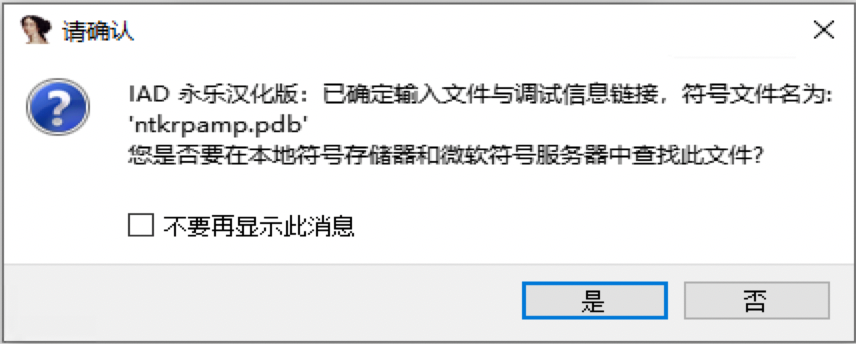 请确认
IAD 永乐汉化版：已确定输入文件与调试信息链接，符号文件名为:
'ntkrpamp.pdb'
您是否要在本地符号存储器和微软符号服务器中查找此文件?
不要再显示此消息
是
否